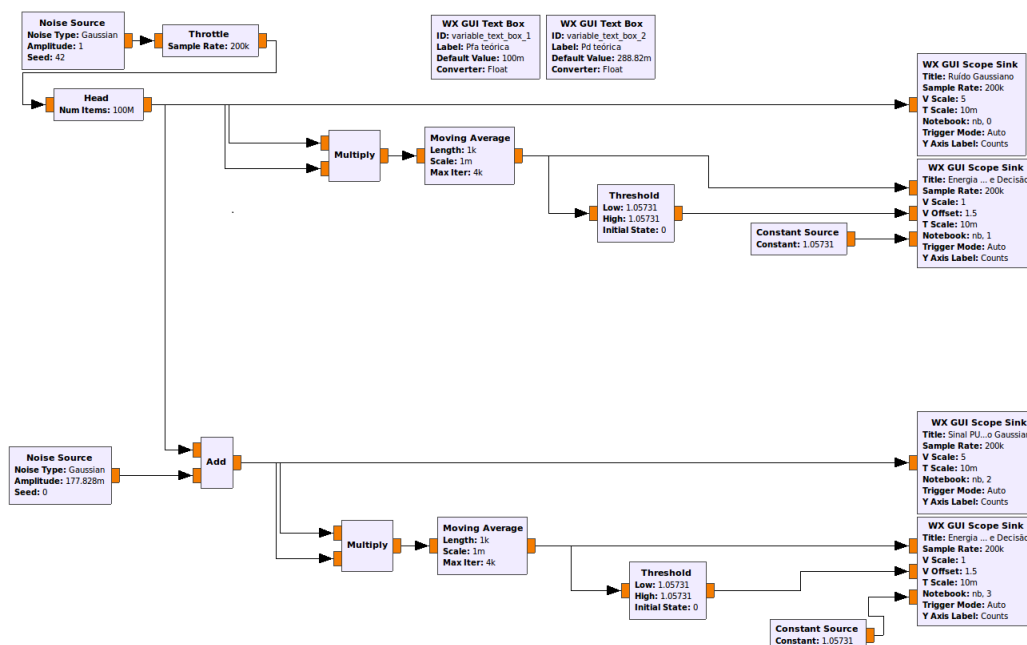 Noise Source
Noise Type: Gaussian
Amplitude: 1
Seed: 42
Throttle
Sample Rate: 200k
WX GUI Text Box
ID: variable_text_box_1
Label: Pfa teórica
Default Value: 100m
Converter: Float
WX GUI Text Box
ID: variable_text_box_2
Label: Pd teórica
Default Value: 288.82m
Converter: Float
Head
Num Items: 100M
WX GUI Scope Sink
Title: Ruído Gaussiano
Sample Rate: 200k
V Scale: 5
T Scale: 10m
Notebook: nb, 0
Trigger Mode: Auto
Y Axis Label: Counts
Multiply
Moving Average
Length: 1k
Scale: 1m
Max Iter: 4k
Threshold
Low: 1.05731
High: 1.05731
Initial State: 0
Constant Source
Constant: 1.05731
WX GUI Scope Sink
Title: Energia ... e Decisão
Sample Rate: 200k
V Scale: 1
V Offset: 1.5
T Scale: 10m
Notebook: nb, 1
Trigger Mode: Auto
Y Axis Label: Counts
Noise Source
Noise Type: Gaussian
Amplitude: 177.828m
Seed: 0
Add
WX GUI Scope Sink
Title: Sinal PU...o Gaussian
Sample Rate: 200k
V Scale: 5
T Scale: 10m
Notebook: nb, 2
Trigger Mode: Auto
Y Axis Label: Counts
Multiply
Moving Average
Length: 1k
Scale: 1m
Max Iter: 4k
Threshold
Low: 1.05731
High: 1.05731
Initial State: 0
Constant Source
Constant: 1.05731
WX GUI Scope Sink
Title: Energia ... e Decisão
Sample Rate: 200k
V Scale: 1
V Offset: 1.5
T Scale: 10m
Notebook: nb, 3
Trigger Mode: Auto
Y Axis Label: Counts